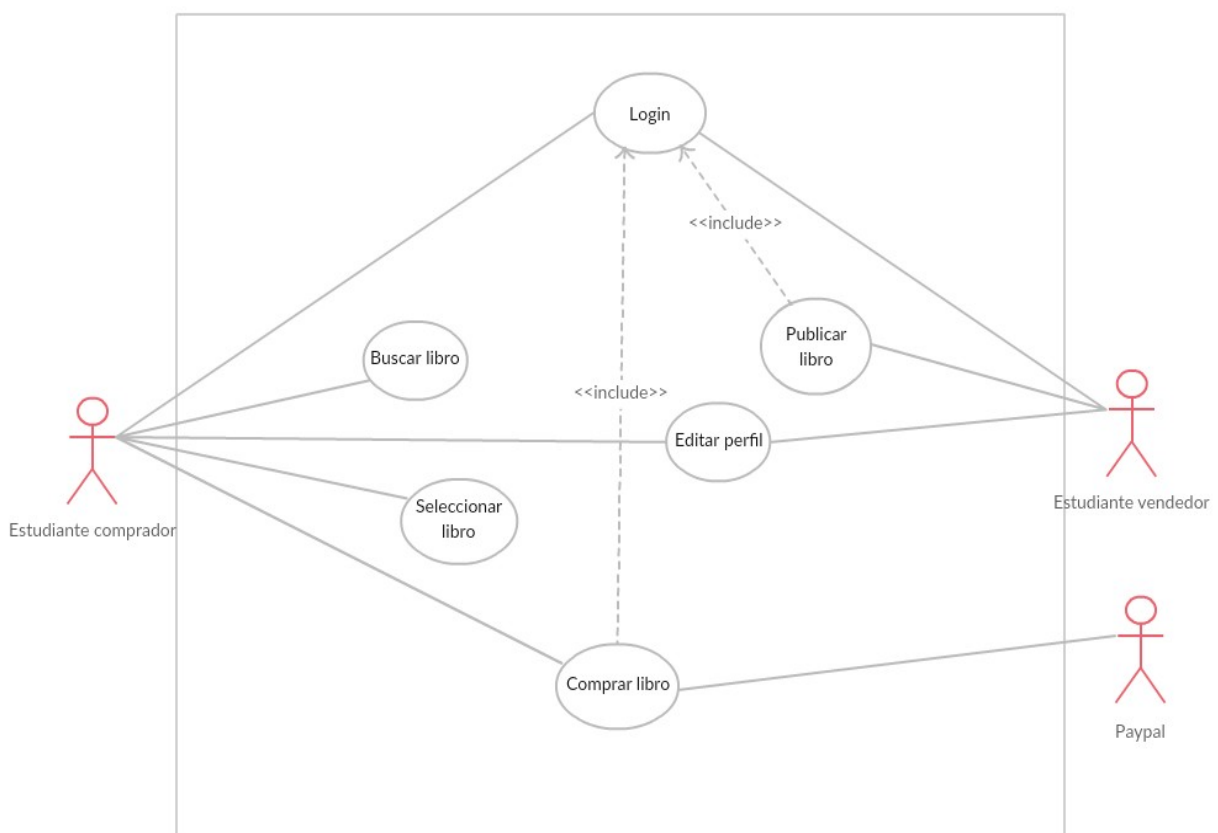 Login
<<include>>
Publicar
libro
Buscar libro
<<include>>
Editar perfil
Seleccionar
libro
Estudiante comprador
Estudiante vendedor
Comprar libro
Paypal